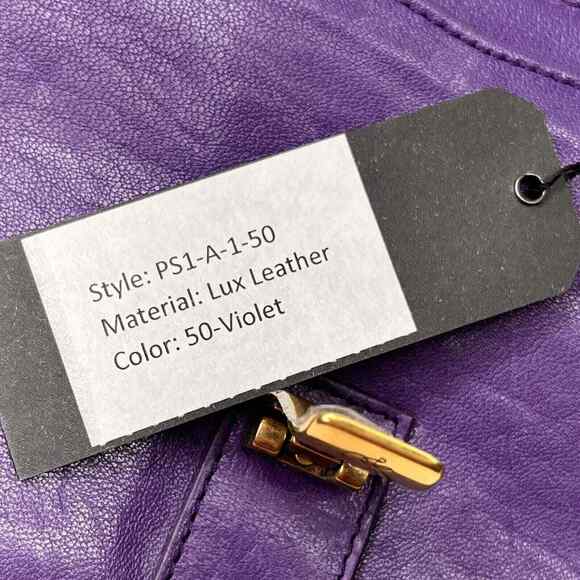 Style: PS1-A-1-50
Material: Lux Leather
Color: 50-Violet